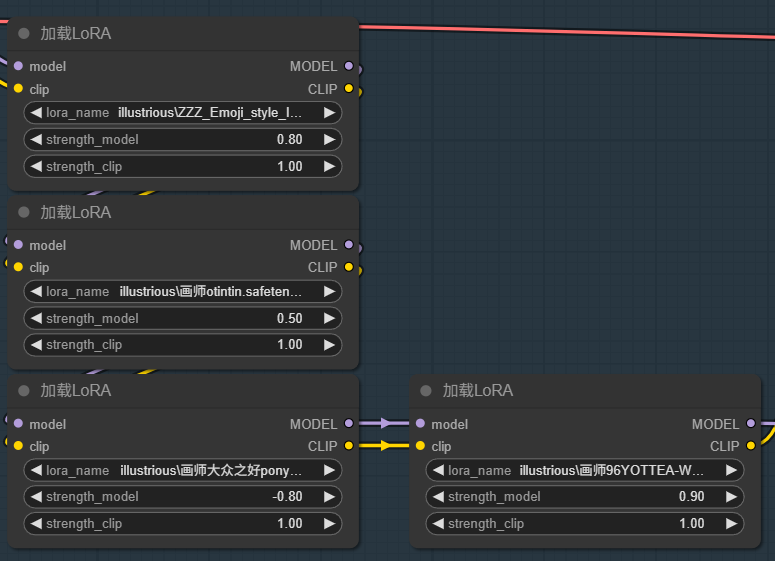 加载LoRA
model MODEL
clip CLIP
lora_name illustrious\ZZZ_Emoji_style_I...
strength_model 0.80
strength_clip 1.00
加载LoRA
model MODEL
clip CLIP
lora_name illustrious\画师otintin.safeten...
strength_model 0.50
strength_clip 1.00
加载LoRA
model MODEL
clip CLIP
lora_name illustrious\画师大众之好pony...
strength_model -0.80
strength_clip 1.00
加载LoRA
model MODEL
clip CLIP
lora_name illustrious\画师96YOTTEA-W...
strength_model 0.90
strength_clip 1.00